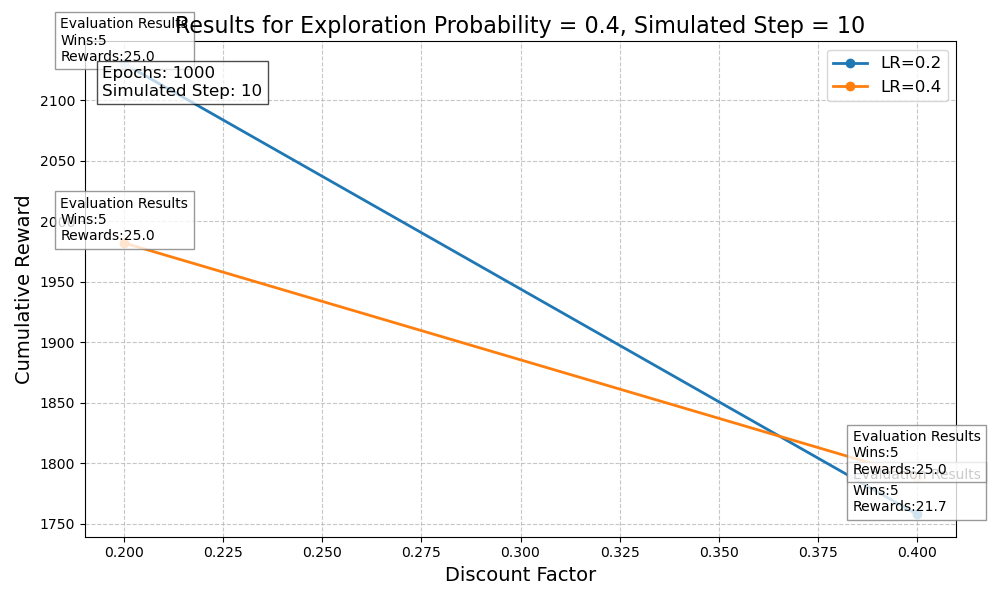 Results for Exploration Probability = 0.4, Simulated Step = 10
Evaluation Results
Wins:5
Rewards:25.0
Epochs: 1000
Simulated Step: 10
LR=0.2
LR=0.4
Evaluation Results
Wins:5
Rewards:25.0
Evaluation Results
Wins:5
Rewards:25.0
Evaluation Results
Wins:5
Rewards:21.7
Cumulative Reward
2100
2050
2000
1950
1900
1850
1800
1750
0.200
0.225
0.250
0.275
0.300
0.325
0.350
0.375
0.400
Discount Factor